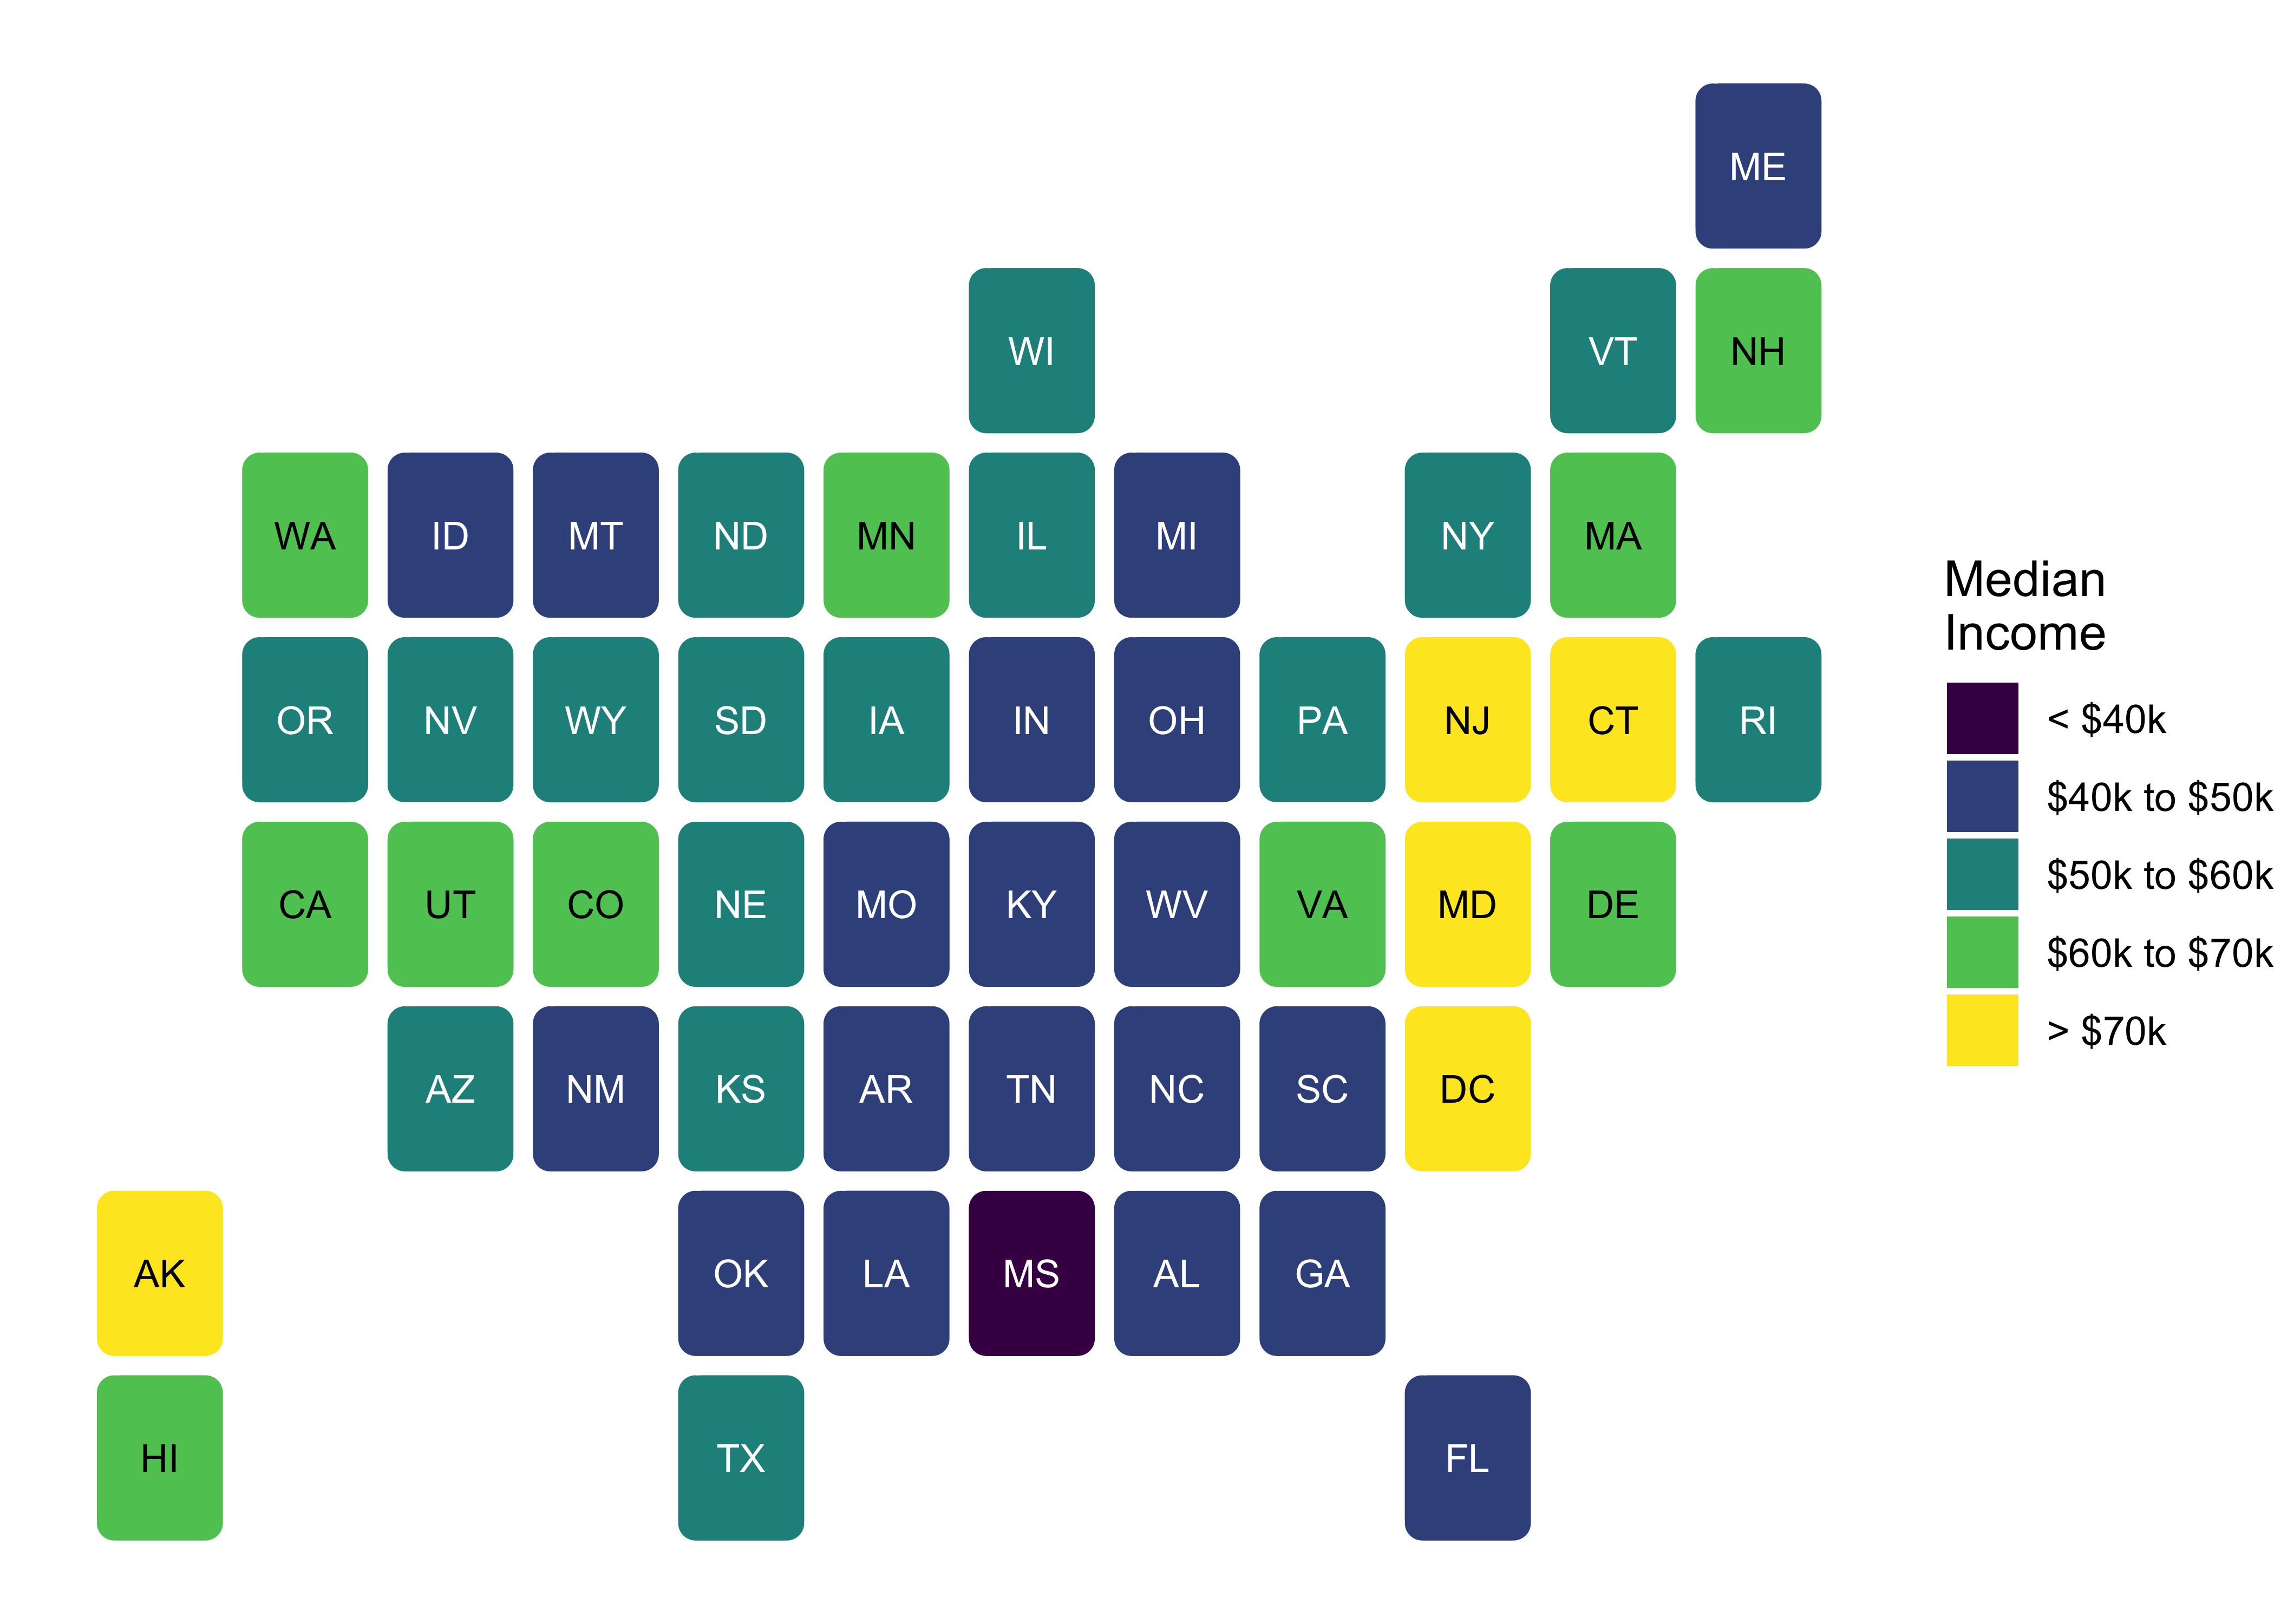 ME
WI
VT
NH
WA
ID
MT
ND
MN
IL
MI
NY
MA
OR
NV
WY
SD
IA
IN
OH
PA
NJ
CT
RI
CA
UT
CO
NE
MO
KY
WV
VA
MD
DE
AZ
NM
KS
AR
TN
NC
SC
DC
AK
OK
LA
MS
AL
GA
HI
TX
FL
Median
Income
< $40k
$40k to $50k
$50k to $60k
$60k to $70k
> $70k